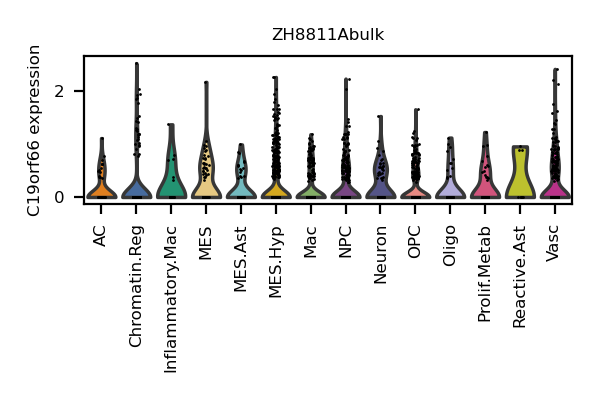 ZH8811Abulk
C19orf66 expression
2
0
AC
Chromatin.Reg
Inflammatory.Mac
MES
MES.Ast
MES.Hyp
Mac
NPC
Neuron
OPC
Oligo
Prolif.Metab
Reactive.Ast
Vasc